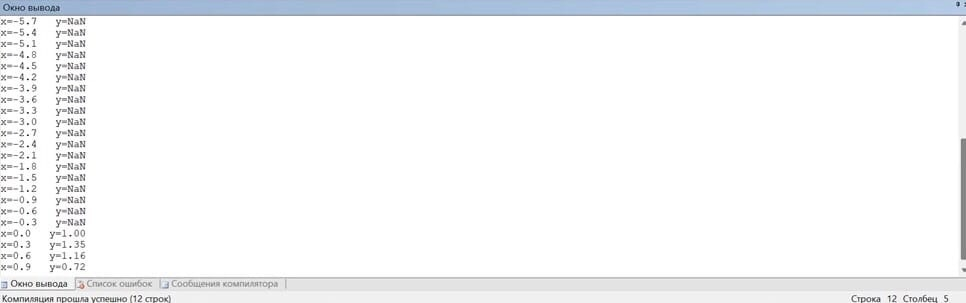 Окно вывода
x=-5.7   y=NaN
x=-5.4   y=NaN
x=-5.1   y=NaN
x=-4.8   y=NaN
x=-4.5   y=NaN
x=-4.2   y=NaN
x=-3.9   y=NaN
x=-3.6   y=NaN
x=-3.3   y=NaN
x=-3.0   y=NaN
x=-2.7   y=NaN
x=-2.4   y=NaN
x=-2.1   y=NaN
x=-1.8   y=NaN
x=-1.5   y=NaN
x=-1.2   y=NaN
x=-0.9   y=NaN
x=-0.6   y=NaN
x=-0.3   y=NaN
x=0.0   y=1.00
x=0.3   y=1.35
x=0.6   y=1.16
x=0.9   y=0.72
Окно вывода Список ошибок Сообщения компилятора
Компиляция прошла успешно (12 строк) Строка 12 Столбец 5